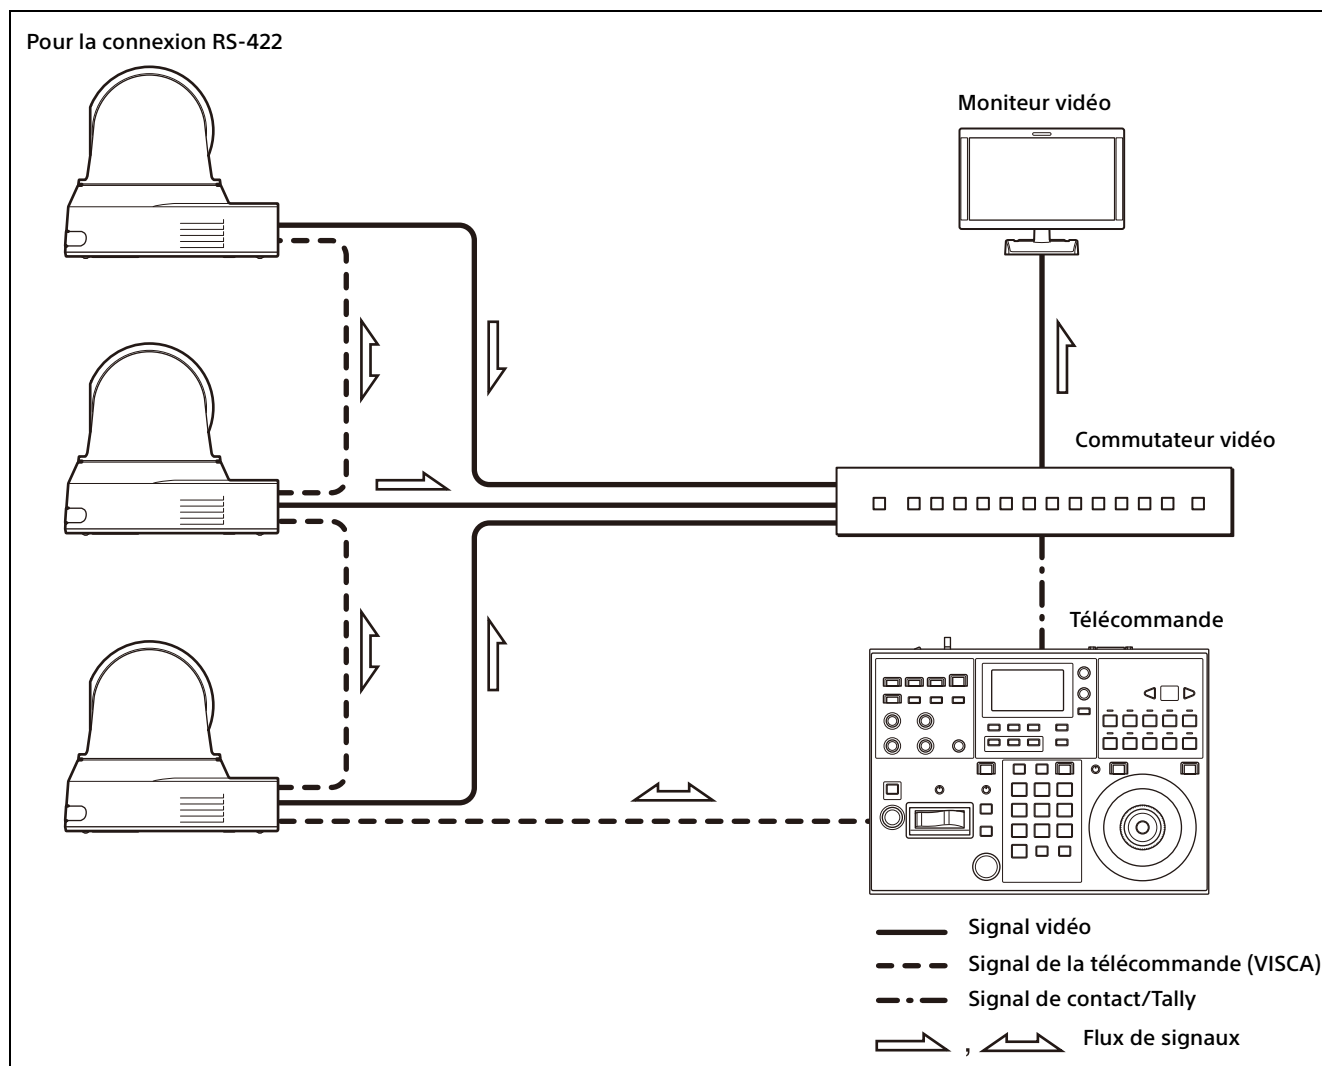 Pour la connexion RS-422
Moniteur vidéo
Commutateur vidéo
Télécommande
Signal vidéo
Signal de la télécommande (VISCA)
Signal de contact/Tally
, Flux de signaux